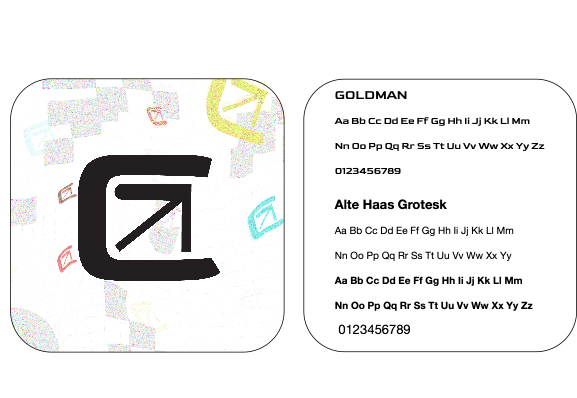 GOLDMAN
Aa Bb Cc Dd Ee Ff Gg Hh Ii Jj Kk Ll Mm
Nn Oo Pp Qq Rr Ss Tt Uu Vv Ww Xx Yy Zz
0123456789
Alte Haas Grotesk
Aa Bb Cc Dd Ee Ff Gg Hh Ii Jj Kk Ll Mm
Nn Oo Pp Qq Rr Ss Tt Uu Vv Ww Xx Yy
Aa Bb Cc Dd Ee Ff Gg Hh Ii Jj Kk Ll Mm
Nn Oo Pp Qq Rr Ss Tt Uu Vv Ww Xx Yy Zz
0123456789